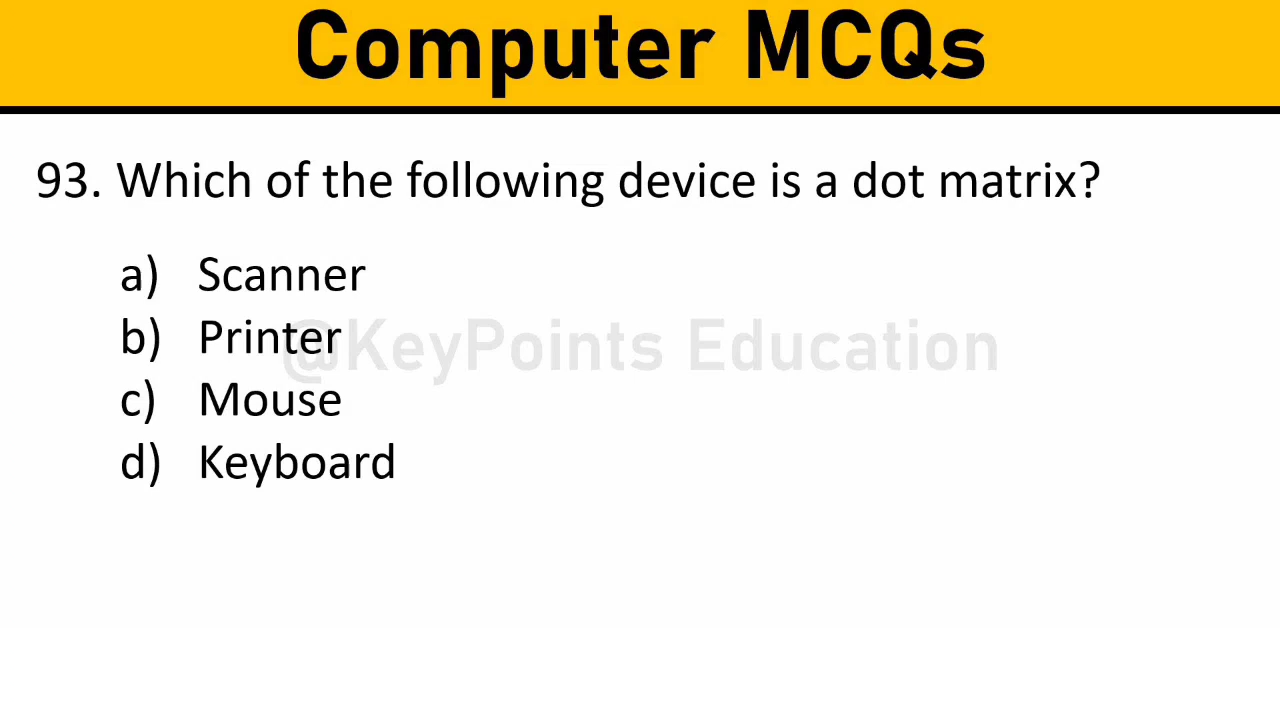 Computer MCQs
93. Which of the following device is a dot matrix?
a) Scanner
b) Printer
@KeyPoints Education
c) Mouse
d) Keyboard